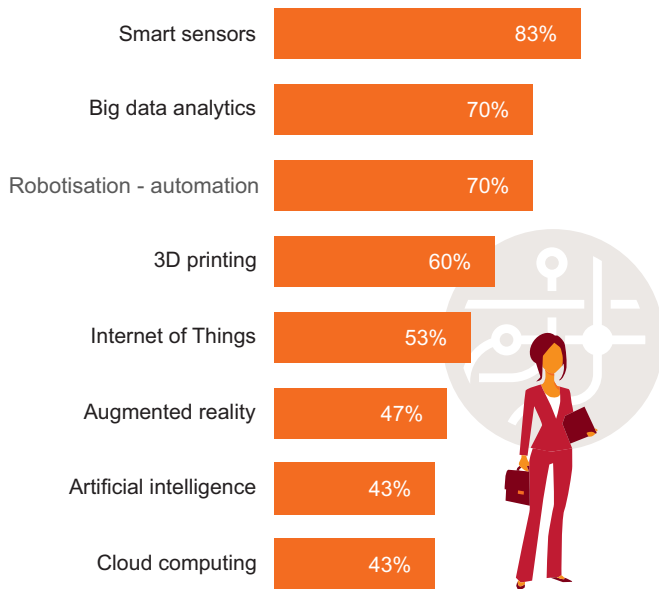 Smart sensors 83%
Big data analytics 70%
Robotisation - automation 70%
3D printing 60%
Internet of Things 53%
Augmented reality 47%
Artificial intelligence 43%
Cloud computing 43%